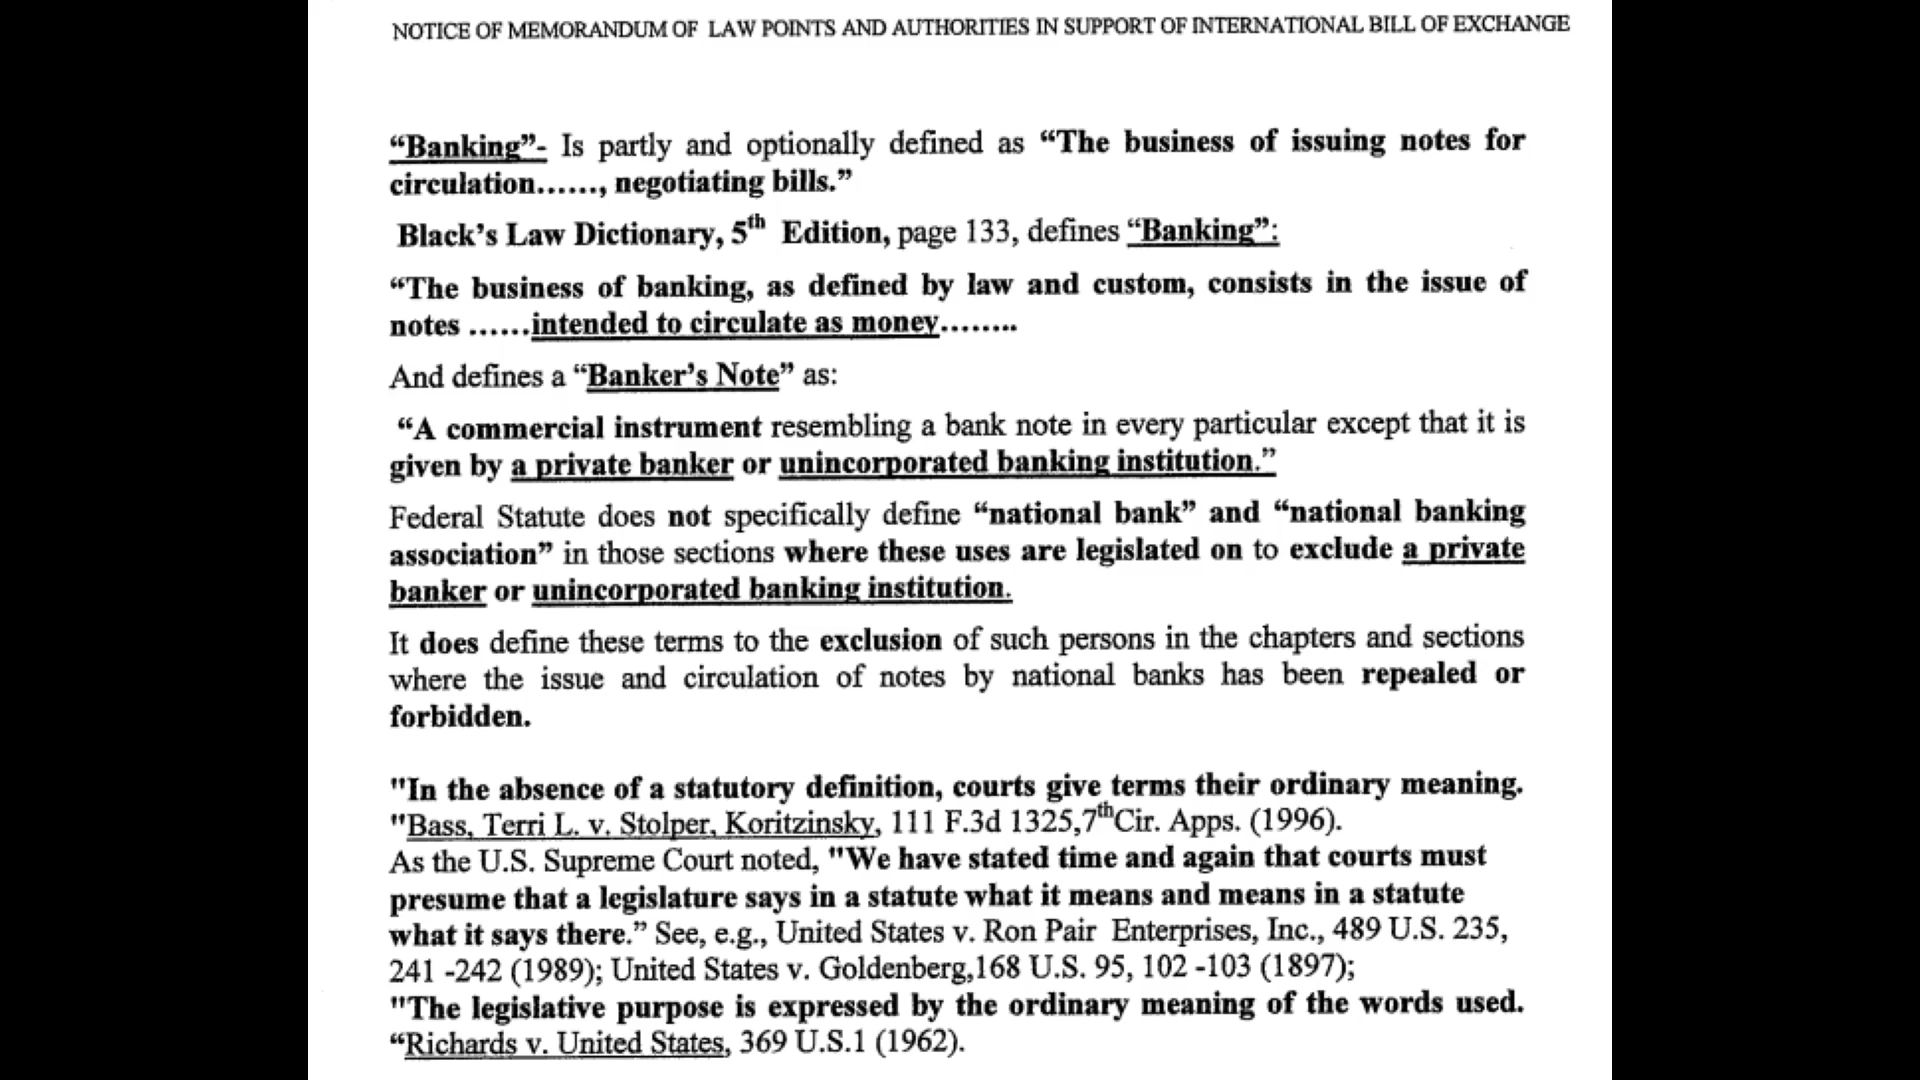 NOTICE OF MEMORANDUM OF LAW POINTS AND AUTHORITIES IN SUPPORT OF INTERNATIONAL BILL OF EXCHANGE
“Banking”- Is partly and optionally defined as “The business of issuing notes for
circulation……, negotiating bills.”
Black’s Law Dictionary, 5th Edition, page 133, defines “Banking”:
“The business of banking, as defined by law and custom, consists in the issue of
notes ……intended to circulate as money……..
And defines a “Banker’s Note” as:
“A commercial instrument resembling a bank note in every particular except that it is
given by a private banker or unincorporated banking institution.”
Federal Statute does not specifically define “national bank” and “national banking
association” in those sections where these uses are legislated on to exclude a private
banker or unincorporated banking institution.
It does define these terms to the exclusion of such persons in the chapters and sections
where the issue and circulation of notes by national banks has been repealed or
forbidden.
"In the absence of a statutory definition, courts give terms their ordinary meaning.
"Bass, Terri L. v. Stolper, Koritzinsky, 111 F.3d 1325,7thCir. Apps. (1996).
As the U.S. Supreme Court noted, "We have stated time and again that courts must
presume that a legislature says in a statute what it means and means in a statute
what it says there.” See, e.g., United States v. Ron Pair Enterprises, Inc., 489 U.S. 235,
241 -242 (1989); United States v. Goldenberg,168 U.S. 95, 102 -103 (1897);
"The legislative purpose is expressed by the ordinary meaning of the words used.
“Richards v. United States, 369 U.S.1 (1962).